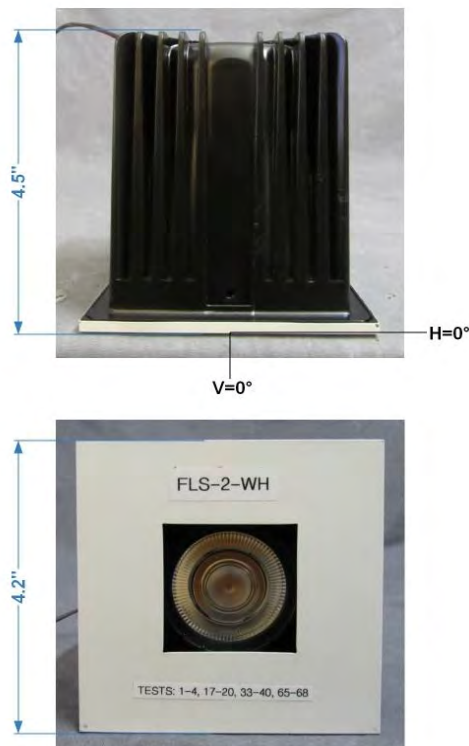 4.5"
H=0°
V=0°
4.2"
FLS-2-WH
TESTS: 1-4, 17-20, 33-40, 65-68